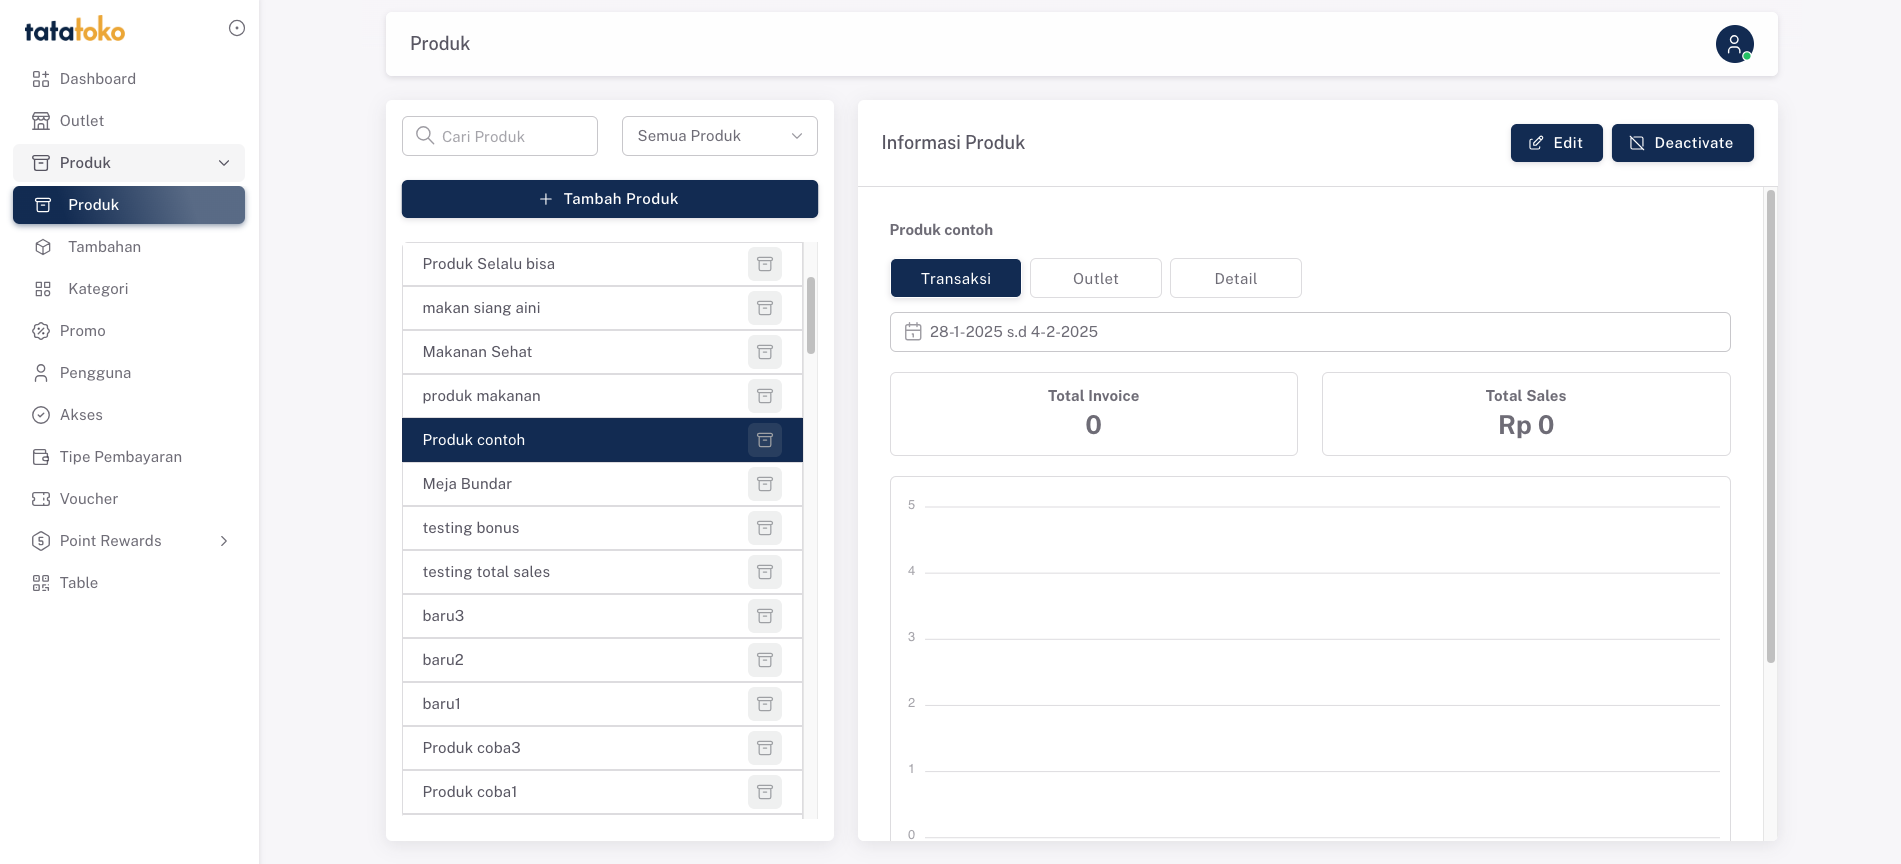 tatatoko
Dashboard
Outlet
Produk
Produk
Tambahan
Kategori
Promo
Pengguna
Akses
Tipe Pembayaran
Voucher
Point Rewards
Table
Produk
Cari Produk
Semua Produk
Tambah Produk
Produk Selalu bisa
makan siang aini
Makanan Sehat
produk makanan
Produk contoh
Meja Bundar
testing bonus
testing total sales
baru3
baru2
baru1
Produk coba3
Produk coba1
Informasi Produk
Edit
Deactivate
Produk contoh
Transaksi
Outlet
Detail
28-1-2025 s.d 4-2-2025
Total Invoice
0
Total Sales
Rp 0
5
4
3
2
1
0